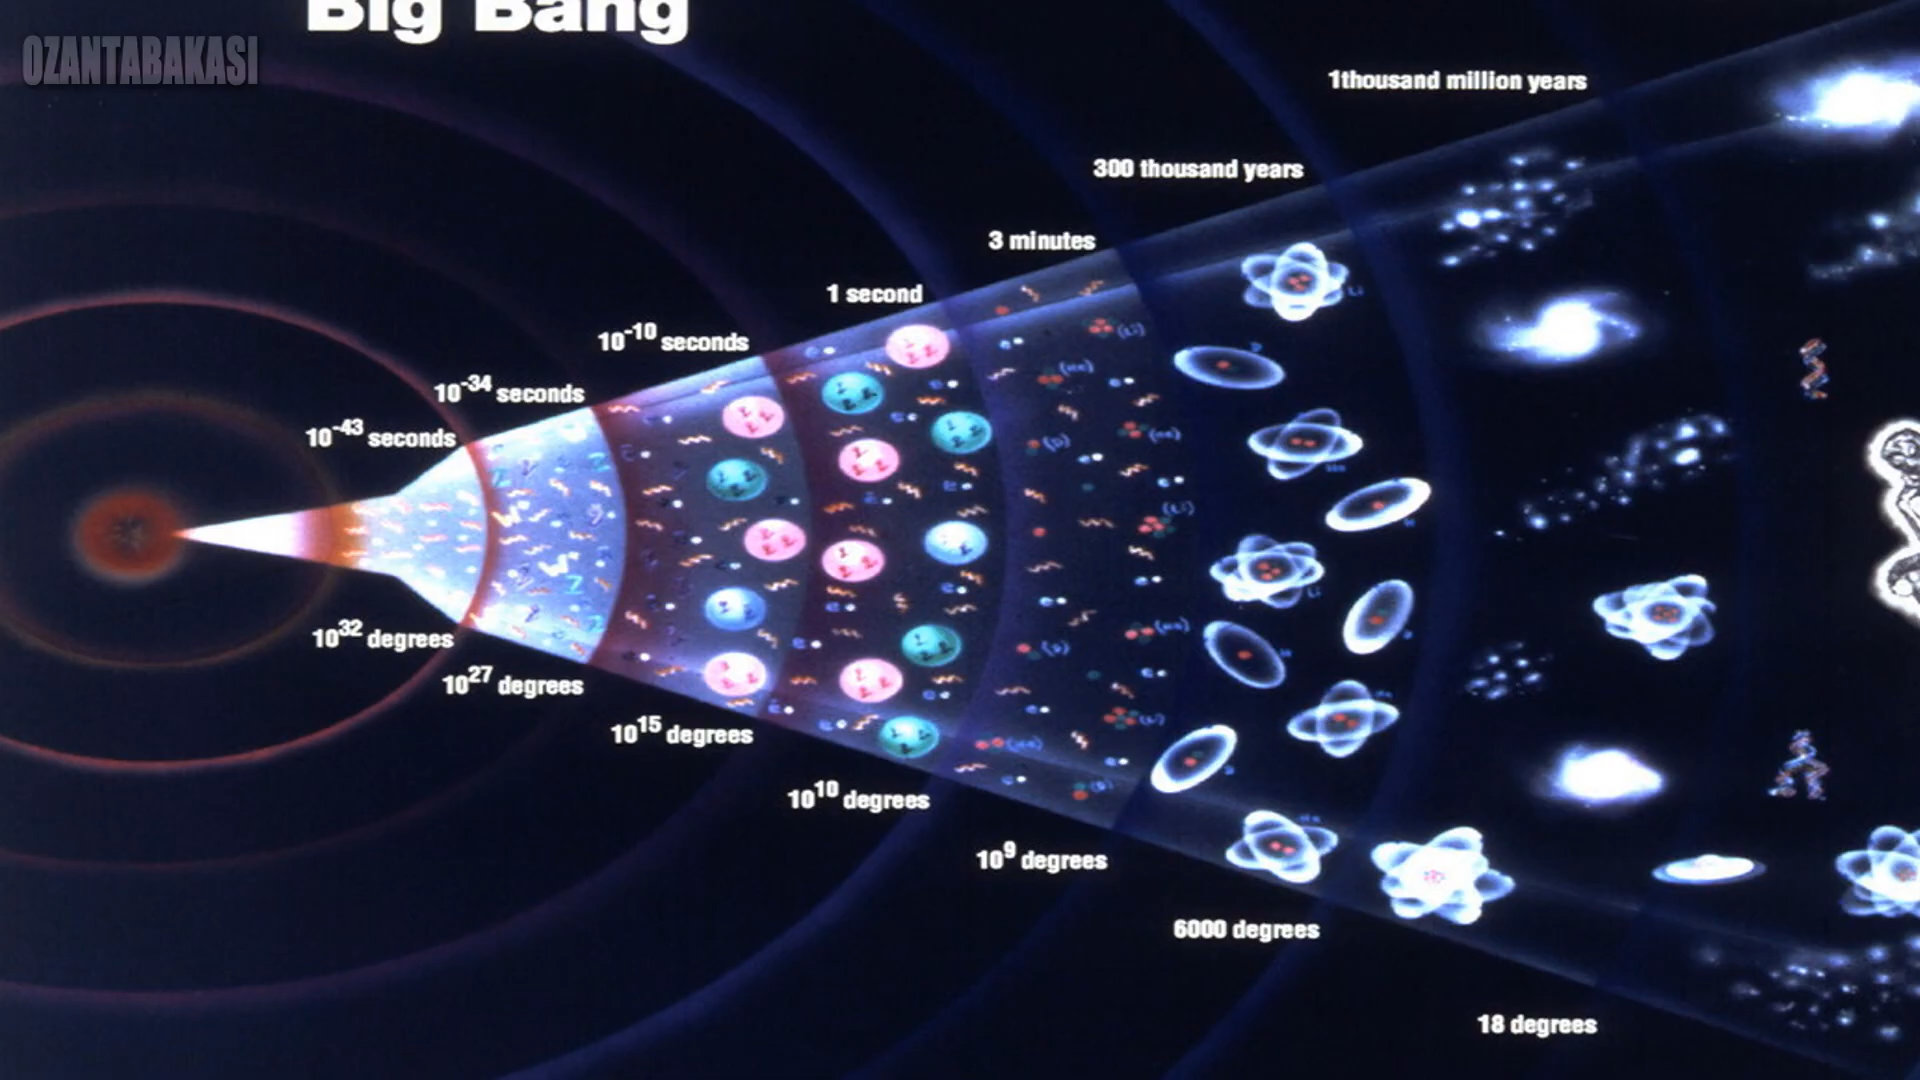 Big Bang
OZANTABAKASI
1thousand million years
300 thousand years
3 minutes
1 second
10⁻¹⁰ seconds
10⁻³⁴ seconds
10⁻⁴³ seconds
10³² degrees
10²⁷ degrees
10¹⁵ degrees
10¹⁰ degrees
10⁹ degrees
6000 degrees
18 degrees